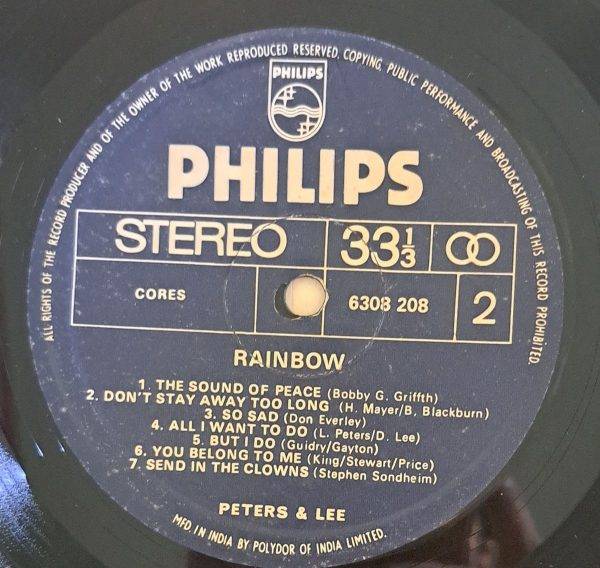 ALL RIGHTS OF THE RECORD PRODUCER AND OF THE OWNER OF THE WORK REPRODUCED RESERVED. COPYING, PUBLIC PERFORMANCE AND BROADCASTING OF THIS RECORD PROHIBITED.
PHILIPS
PHILIPS
STEREO 33⅓
CORES 6308 208 2
RAINBOW
1. THE SOUND OF PEACE (Bobby G. Griffth)
2. DON'T STAY AWAY TOO LONG (H. Mayer/B. Blackburn)
3. SO SAD (Don Everley)
4. ALL I WANT TO DO (L. Peters/D. Lee)
5. BUT I DO (Guidry/Gayton)
6. YOU BELONG TO ME (King/Stewart/Price)
7. SEND IN THE CLOWNS (Stephen Sondheim)
PETERS & LEE
MFD. IN INDIA BY POLYDOR OF INDIA LIMITED.